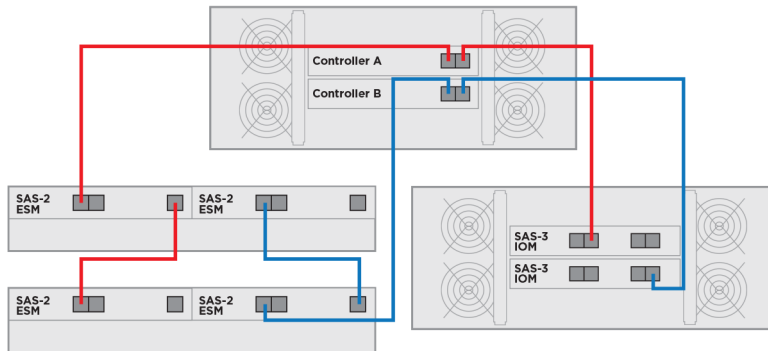 Controller A
Controller B
SAS-2
ESM
SAS-2
ESM
SAS-3
IOM
SAS-3
IOM
SAS-2
ESM
SAS-2
ESM